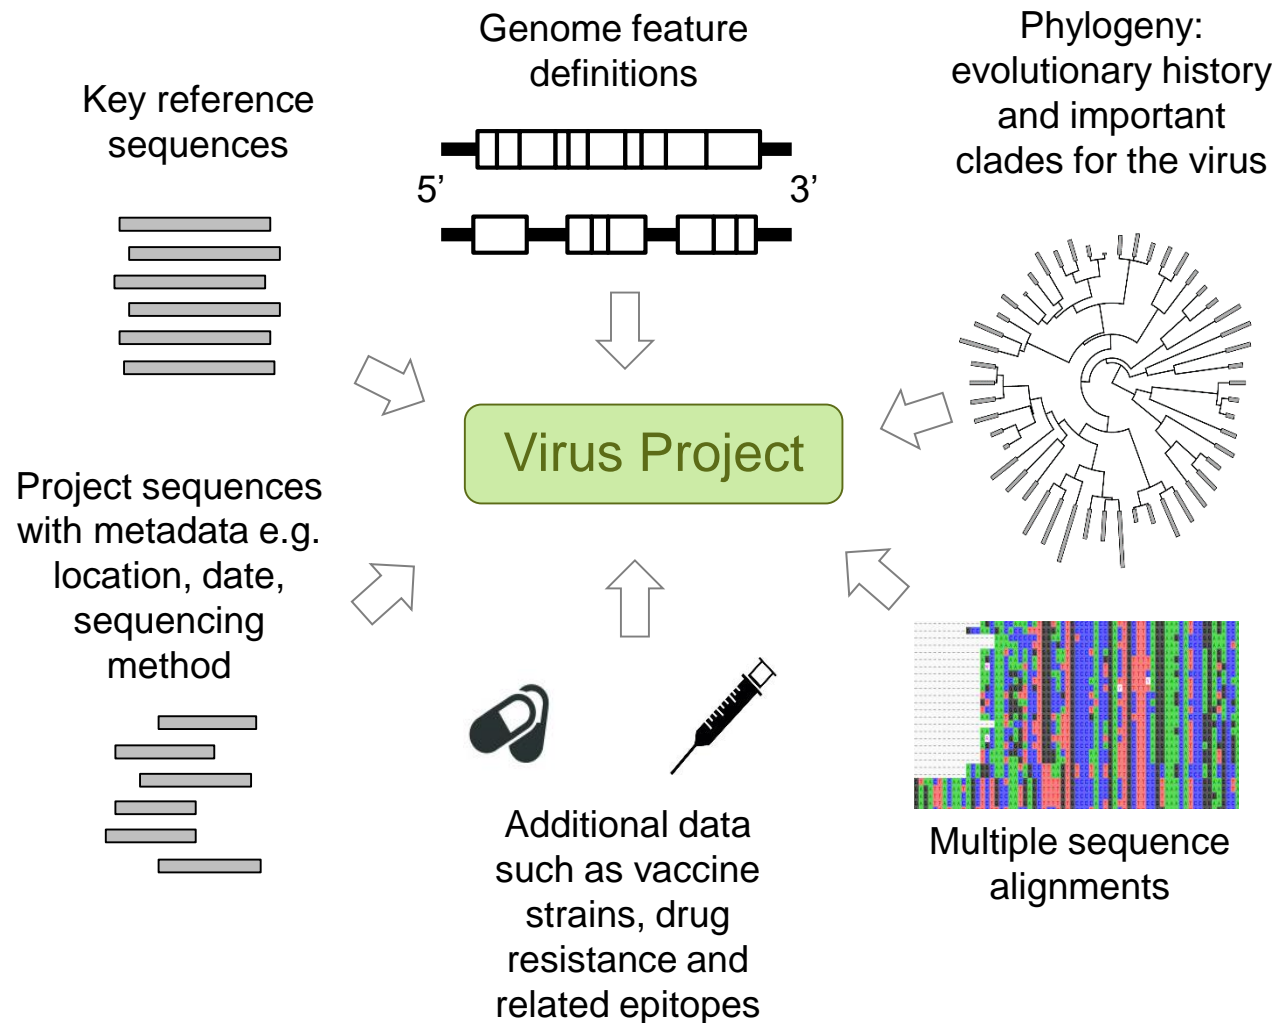 Genome feature
definitions
Phylogeny:
evolutionary history
and important
clades for the virus
Key reference
sequences
5’
3’
Virus Project
Project sequences
with metadata e.g.
location, date,
sequencing
method
Additional data
such as vaccine
strains, drug
resistance and
related epitopes
Multiple sequence
alignments